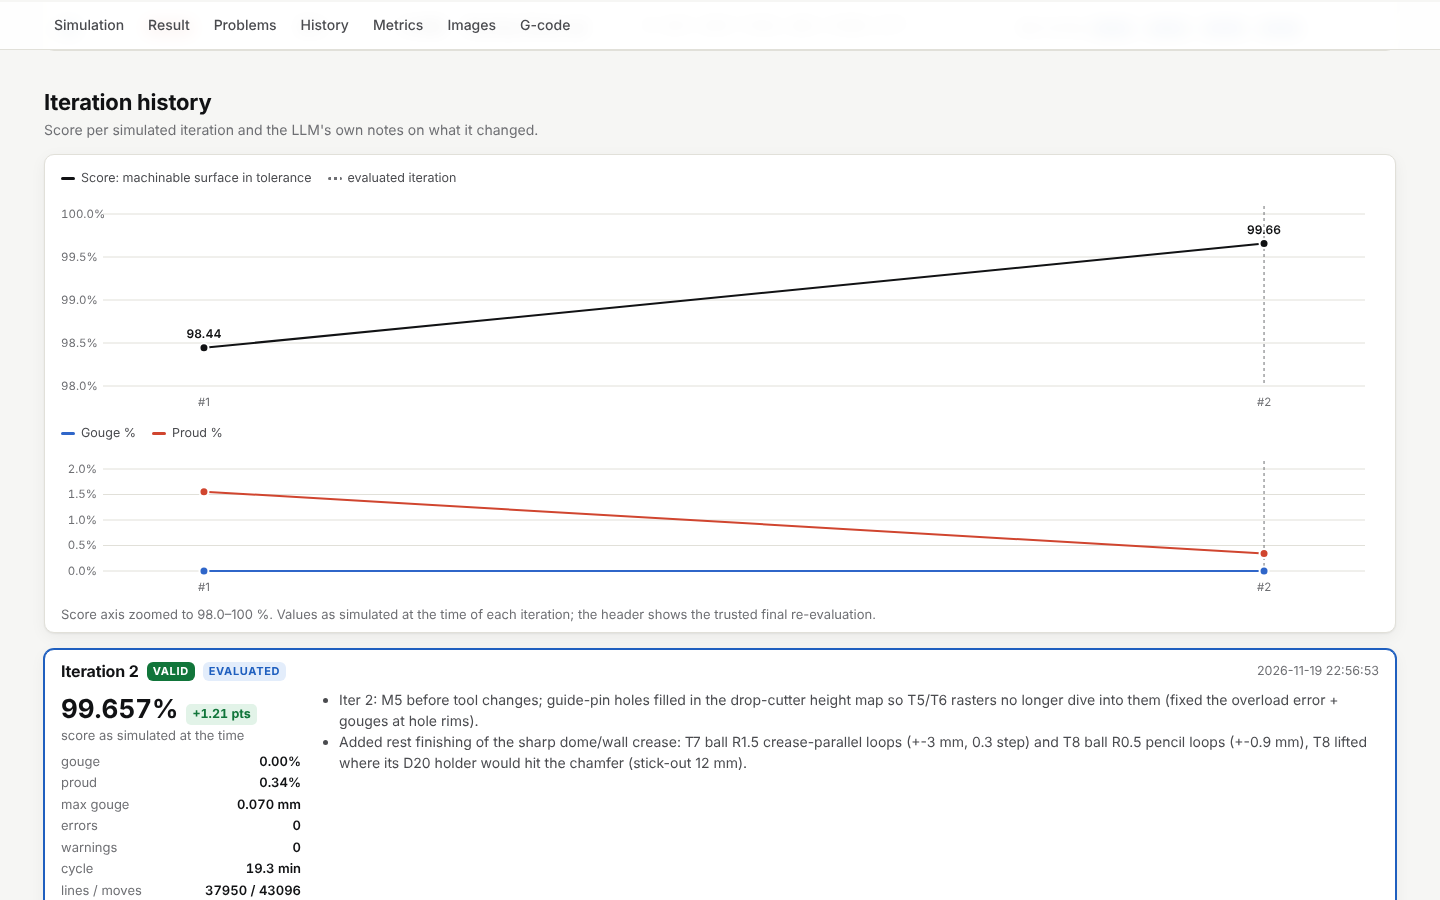 Simulation Result Problems History Metrics Images G-code
Iteration history
Score per simulated iteration and the LLM's own notes on what it changed.
Score: machinable surface in tolerance evaluated iteration
100.0%
99.66
99.5%
99.0%
98.44
98.5%
98.0%
#1 #2
Gouge % Proud %
2.0%
1.5%
1.0%
0.5%
0.0%
#1 #2
Score axis zoomed to 98.0–100 %. Values as simulated at the time of each iteration; the header shows the trusted final re-evaluation.
Iteration 2 VALID EVALUATED 2026-11-19 22:56:53
99.657% +1.21 pts
score as simulated at the time
gouge 0.00%
proud 0.34%
max gouge 0.070 mm
errors 0
warnings 0
cycle 19.3 min
lines / moves 37950 / 43096
• Iter 2: M5 before tool changes; guide-pin holes filled in the drop-cutter height map so T5/T6 rasters no longer dive into them (fixed the overload error +
gouges at hole rims).
• Added rest finishing of the sharp dome/wall crease: T7 ball R1.5 crease-parallel loops (+-3 mm, 0.3 step) and T8 ball R0.5 pencil loops (+-0.9 mm), T8 lifted
where its D20 holder would hit the chamfer (stick-out 12 mm).